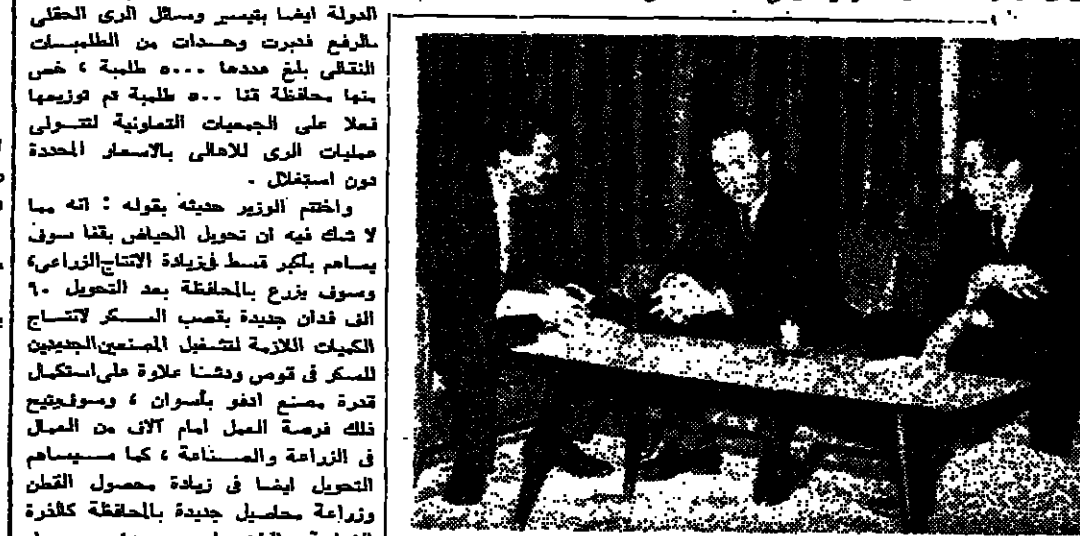 الدولة ايضا بتيسير وسائل الرى الحقلى
بالرفع فدبرت وحدات من الطلمبات
النقالى بلغ عددها ٥٠٠٠ طلمبة ، خص
منها محافظة قنا ٥٠٠ طلمبة تم توزيعها
فعلا على الجمعيات التعاونية لتتولى
عمليات الرى للاهالى بالاسعار المحددة
دون استغلال .
واختتم الوزير حديثه بقوله : انه مما
لا شك فيه ان تحويل الحياض بقنا سوف
يساهم بأكبر قسط فى زيادة الانتاج الزراعى،
وسوف يزرع بالمحافظة بعد التحويل ٦٠
الف فدان جديدة بقصب السكر لانتاج
الكميات اللازمة لتشغيل المصنعين الجديدين
للسكر فى قوص ودشنا علاوة على استكمال
قدرة مصنع ادفو بأسوان ، وسوف يتيح
ذلك فرصة العمل امام آلاف من العمال
فى الزراعة والصناعة ، كما سيساهم
التحويل ايضا فى زيادة محصول القطن
وزراعة محاصيل جديدة بالمحافظة كالذرة